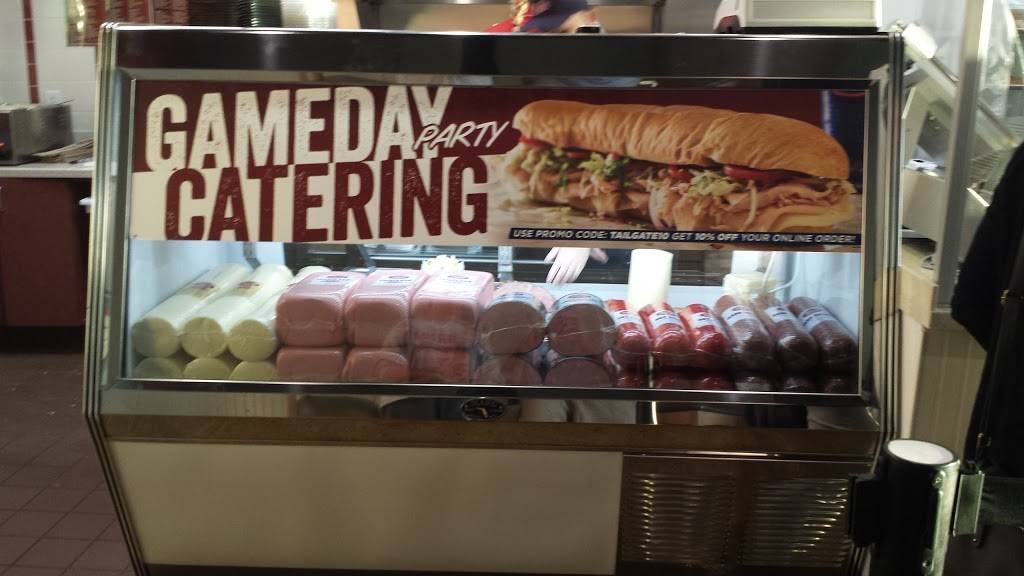 GAMEDAY
PARTY
CATERING
USE PROMO CODE: TAILGATE10 GET 10% OFF YOUR ONLINE ORDER!